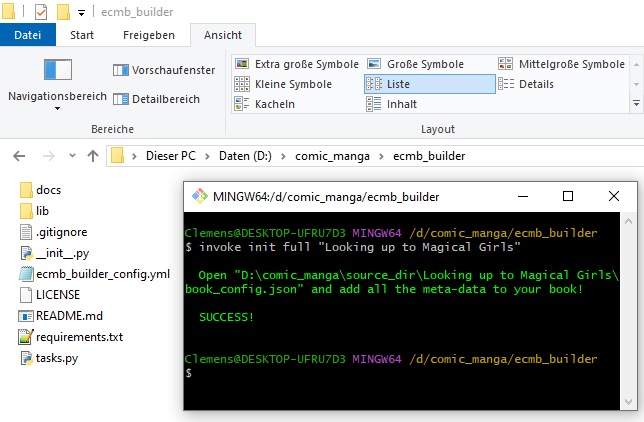 ecmb_builder
Datei Start Freigeben Ansicht
Navigationsbereich
Vorschaufenster
Detailbereich
Bereiche
Extra große Symbole Große Symbole Mittelgroße Symbole
Kleine Symbole Liste Details
Kacheln Inhalt
Layout
Dieser PC > Daten (D:) > comic_manga > ecmb_builder
docs
lib
.gitignore
__init__.py
ecmb_builder_config.yml
LICENSE
README.md
requirements.txt
tasks.py
MINGW64:/d/comic_manga/ecmb_builder
Clemens@DESKTOP-UFRU7D3 MINGW64 /d/comic_manga/ecmb_builder
$ invoke init full "Looking up to Magical Girls"
Open "D:\comic_manga\source_dir\Looking up to Magical Girls\
book_config.json" and add all the meta-data to your book!
SUCCESS!
Clemens@DESKTOP-UFRU7D3 MINGW64 /d/comic_manga/ecmb_builder
$